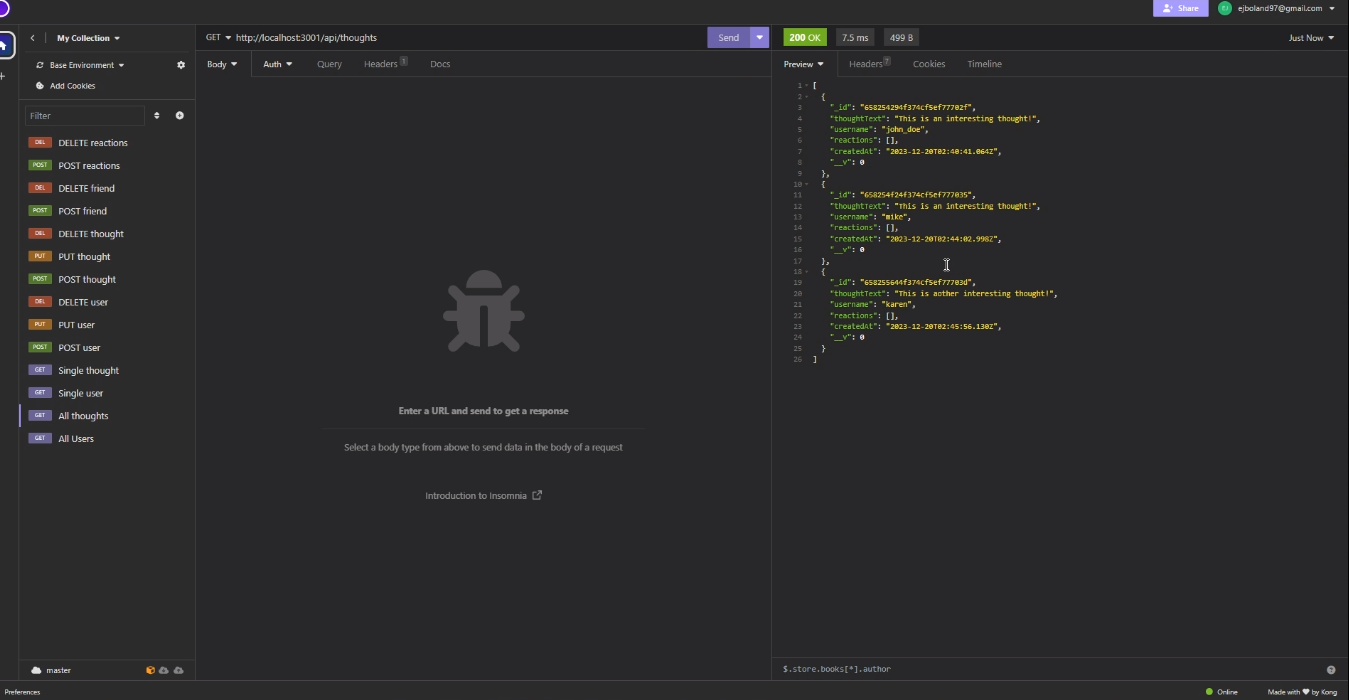 Share
EJ
ejboland97@gmail.com
My Collection
Base Environment
Add Cookies
Filter
DEL DELETE reactions
POST POST reactions
DEL DELETE friend
POST POST friend
DEL DELETE thought
PUT PUT thought
POST POST thought
DEL DELETE user
PUT PUT user
POST POST user
GET Single thought
GET Single user
GET All thoughts
GET All Users
master
Preferences
GET http://localhost:3001/api/thoughts
Send
Body Auth Query Headers 1 Docs
Enter a URL and send to get a response
Select a body type from above to send data in the body of a request
Introduction to Insomnia
200 OK 7.5 ms 499 B
Just Now
Preview Headers 7 Cookies Timeline
1 [
2 {
3 "_id": "658254294f374cf5ef77702f",
4 "thoughtText": "This is an interesting thought!",
5 "username": "john_doe",
6 "reactions": [],
7 "createdAt": "2023-12-20T02:40:41.064Z",
8 "__v": 0
9 },
10 {
11 "_id": "658254f24f374cf5ef777035",
12 "thoughtText": "This is an interesting thought!",
13 "username": "mike",
14 "reactions": [],
15 "createdAt": "2023-12-20T02:44:02.998Z",
16 "__v": 0
17 },
18 {
19 "_id": "658255644f374cf5ef77703d",
20 "thoughtText": "This is aother interesting thought!",
21 "username": "karen",
22 "reactions": [],
23 "createdAt": "2023-12-20T02:45:56.130Z",
24 "__v": 0
25 }
26 ]
$.store.books[*].author
Online
Made with ❤ by Kong